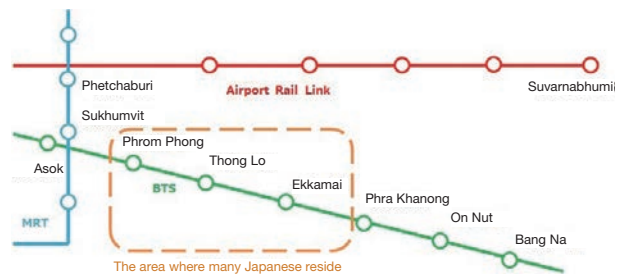 Phetchaburi
Airport Rail Link
Suvarnabhumi
Sukhumvit
Phrom Phong
Asok
Thong Lo
BTS
Ekkamai
Phra Khanong
MRT
On Nut
Bang Na
The area where many Japanese reside